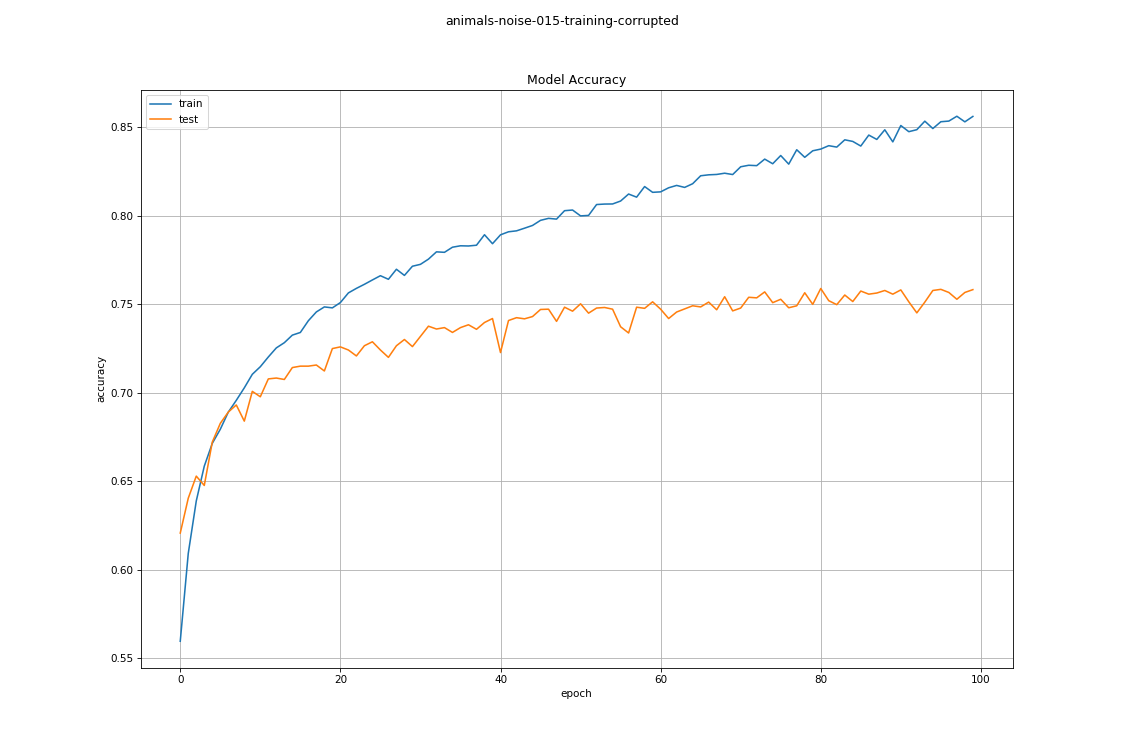 animals-noise-015-training-corrupted
Model Accuracy
train
test
0.85
0.80
0.75
0.70
0.65
0.60
0.55
accuracy
0 20 40 60 80 100
epoch